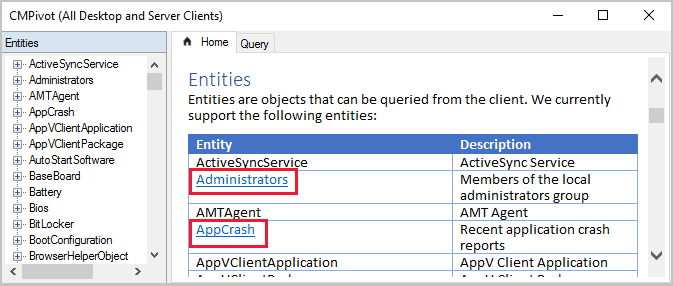 CMPivot (All Desktop and Server Clients)
Entities
ActiveSyncService
Administrators
AMTAgent
AppCrash
AppVClientApplication
AppVClientPackage
AutoStartSoftware
BaseBoard
Battery
Bios
BitLocker
BootConfiguration
BrowserHelperObject
Home Query
Entities
Entities are objects that can be queried from the client. We currently
support the following entities:
Entity Description
ActiveSyncService ActiveSync Service
Administrators Members of the local
administrators group
AMTAgent AMT Agent
AppCrash Recent application crash
reports
AppVClientApplication AppV Client Application